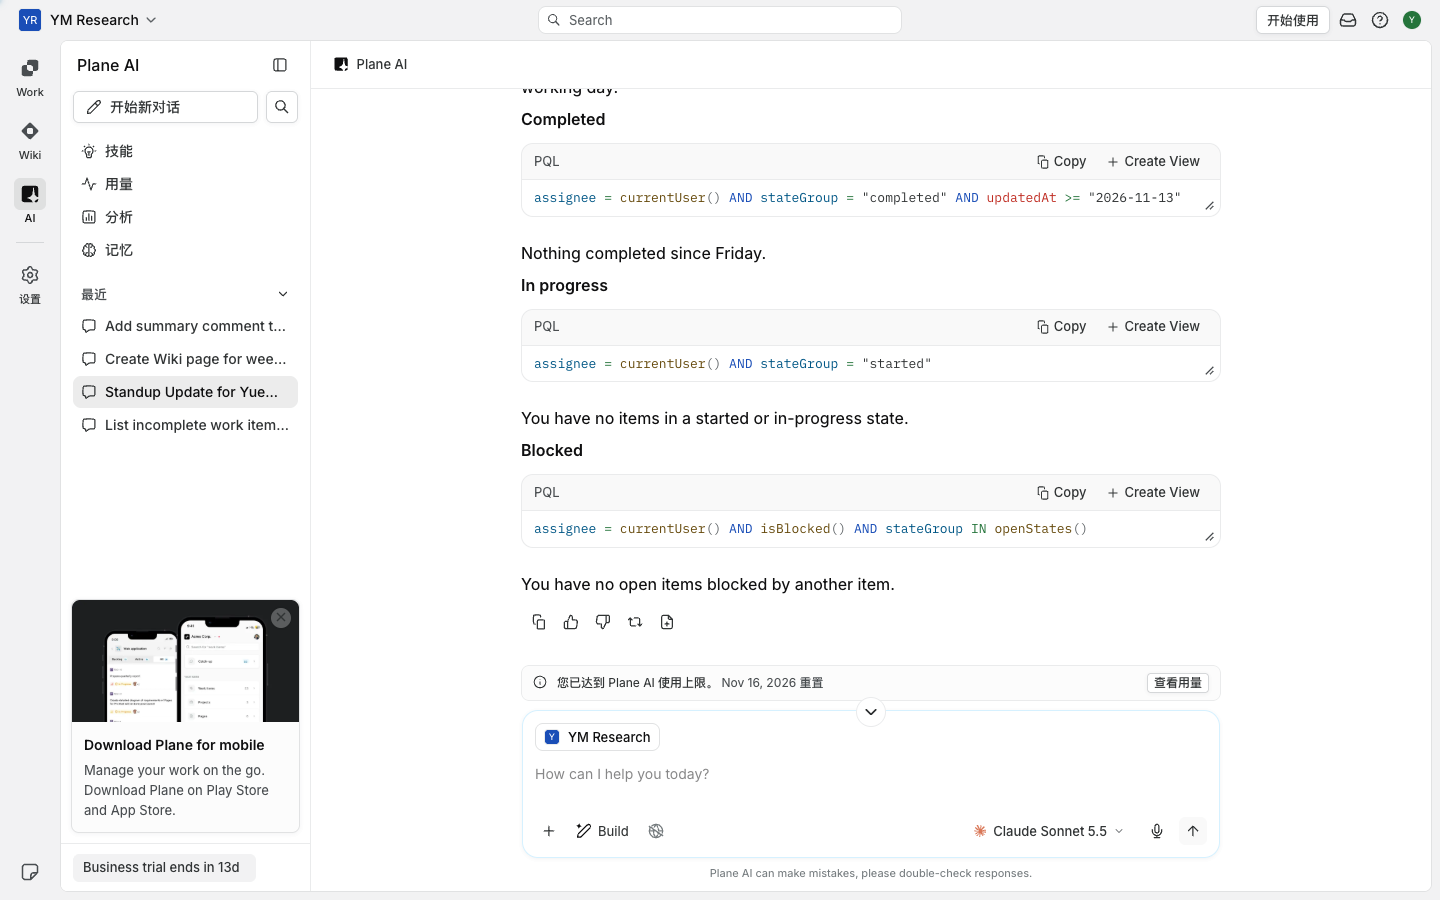 YR YM Research
Search
开始使用
Y
Work
Wiki
AI
设置
Plane AI
开始新对话
技能
用量
分析
记忆
最近
Add summary comment t...
Create Wiki page for wee...
Standup Update for Yue...
List incomplete work item...
Download Plane for mobile
Manage your work on the go.
Download Plane on Play Store
and App Store.
Business trial ends in 13d
Plane AI
working day.
Completed
PQL
Copy
Create View
assignee = currentUser() AND stateGroup = "completed" AND updatedAt >= "2026-11-13"
Nothing completed since Friday.
In progress
PQL
Copy
Create View
assignee = currentUser() AND stateGroup = "started"
You have no items in a started or in-progress state.
Blocked
PQL
Copy
Create View
assignee = currentUser() AND isBlocked() AND stateGroup IN openStates()
You have no open items blocked by another item.
您已达到 Plane AI 使用上限。 Nov 16, 2026 重置
查看用量
Y YM Research
How can I help you today?
Build
Claude Sonnet 5.5
Plane AI can make mistakes, please double-check responses.